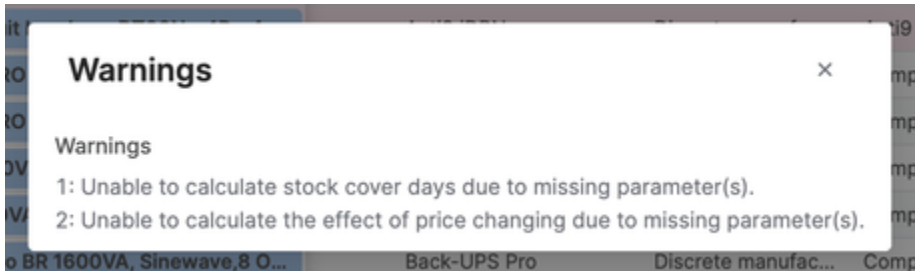 Warnings
×
Warnings
1: Unable to calculate stock cover days due to missing parameter(s).
2: Unable to calculate the effect of price changing due to missing parameter(s).
o BR 1600VA, Sinewave,8 O... Back-UPS Pro Discrete manufac... Comp